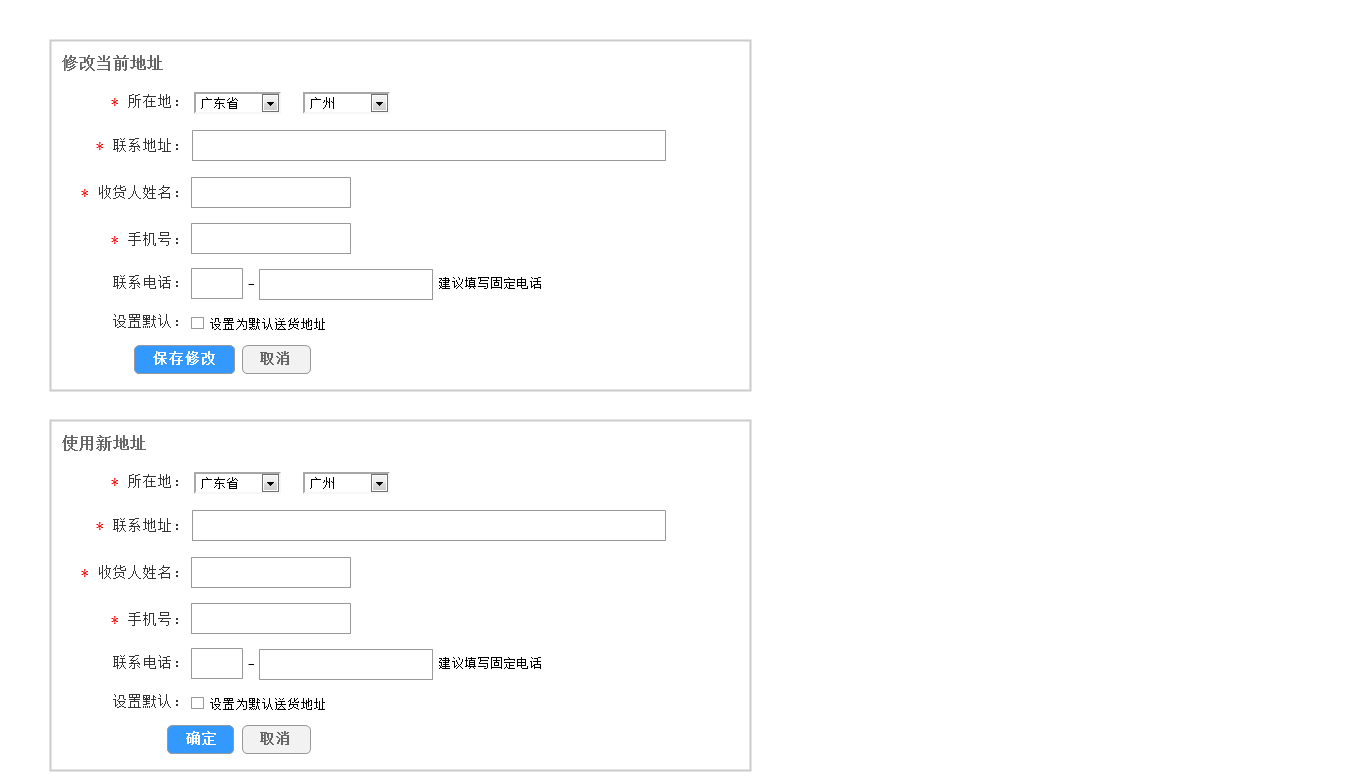 修改当前地址
* 所在地： 广东省 广州
* 联系地址：
* 收货人姓名：
* 手机号：
联系电话： - 建议填写固定电话
设置默认： 设置为默认送货地址
保存修改 取消
使用新地址
* 所在地： 广东省 广州
* 联系地址：
* 收货人姓名：
* 手机号：
联系电话： - 建议填写固定电话
设置默认： 设置为默认送货地址
确定 取消